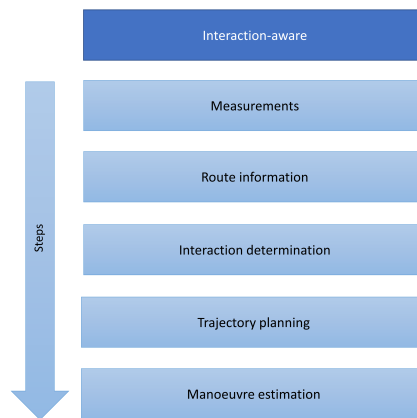 Interaction-aware
Measurements
Route information
Steps
Interaction determination
Trajectory planning
Manoeuvre estimation